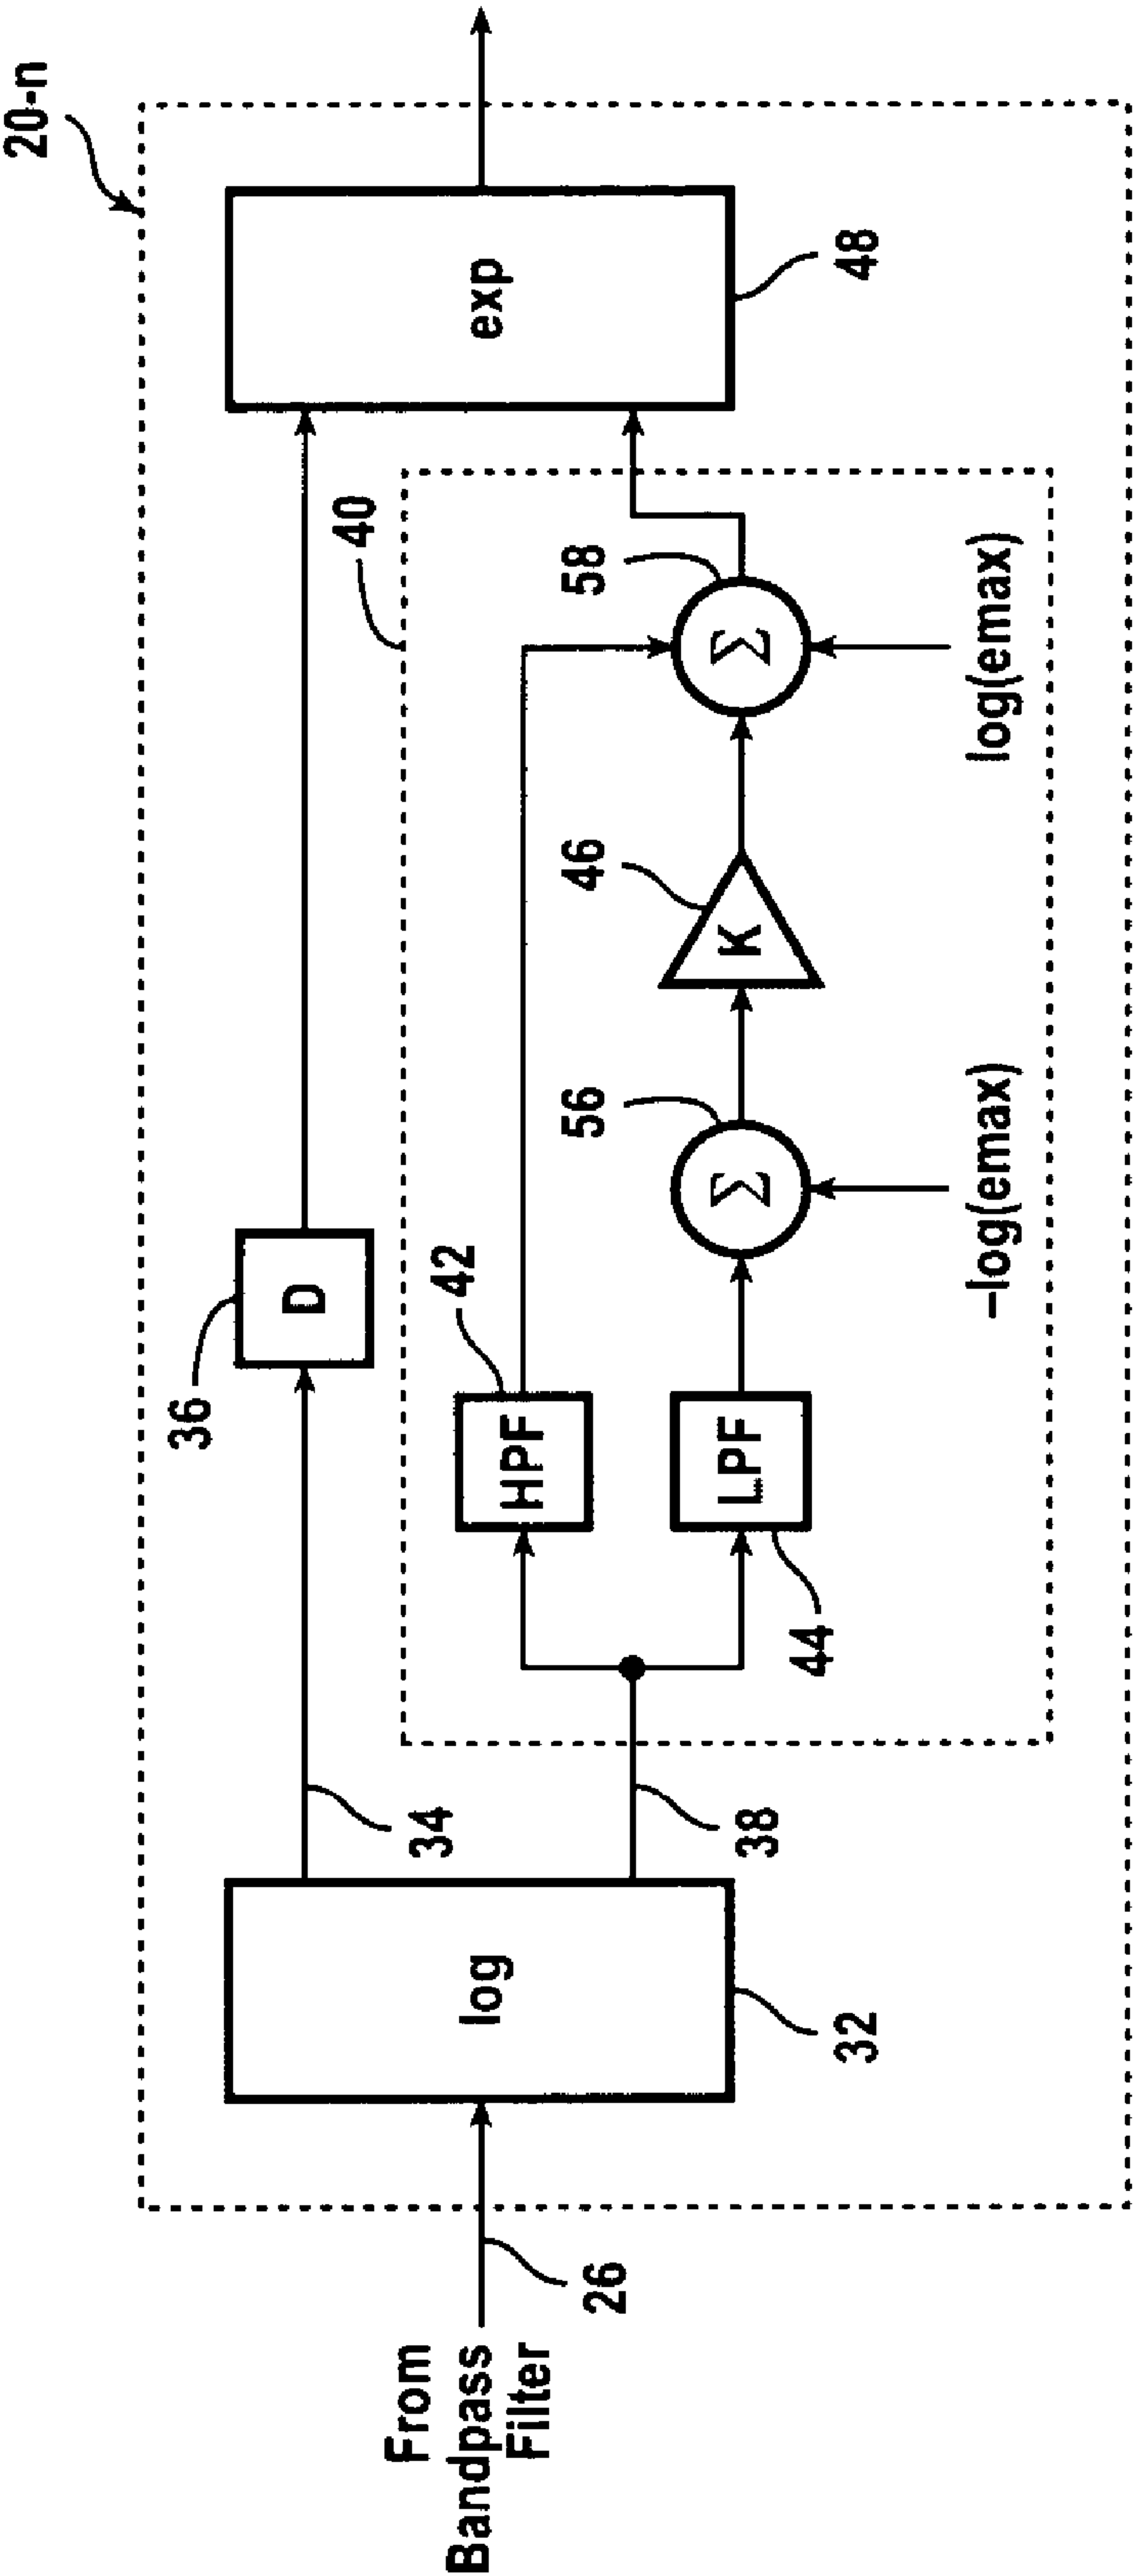 20-n
40
36
D
34
log
32
From
Bandpass
Filter
26
38
42
HPF
LPF
44
56
Σ
–log(emax)
46
K
58
Σ
log(emax)
exp
48